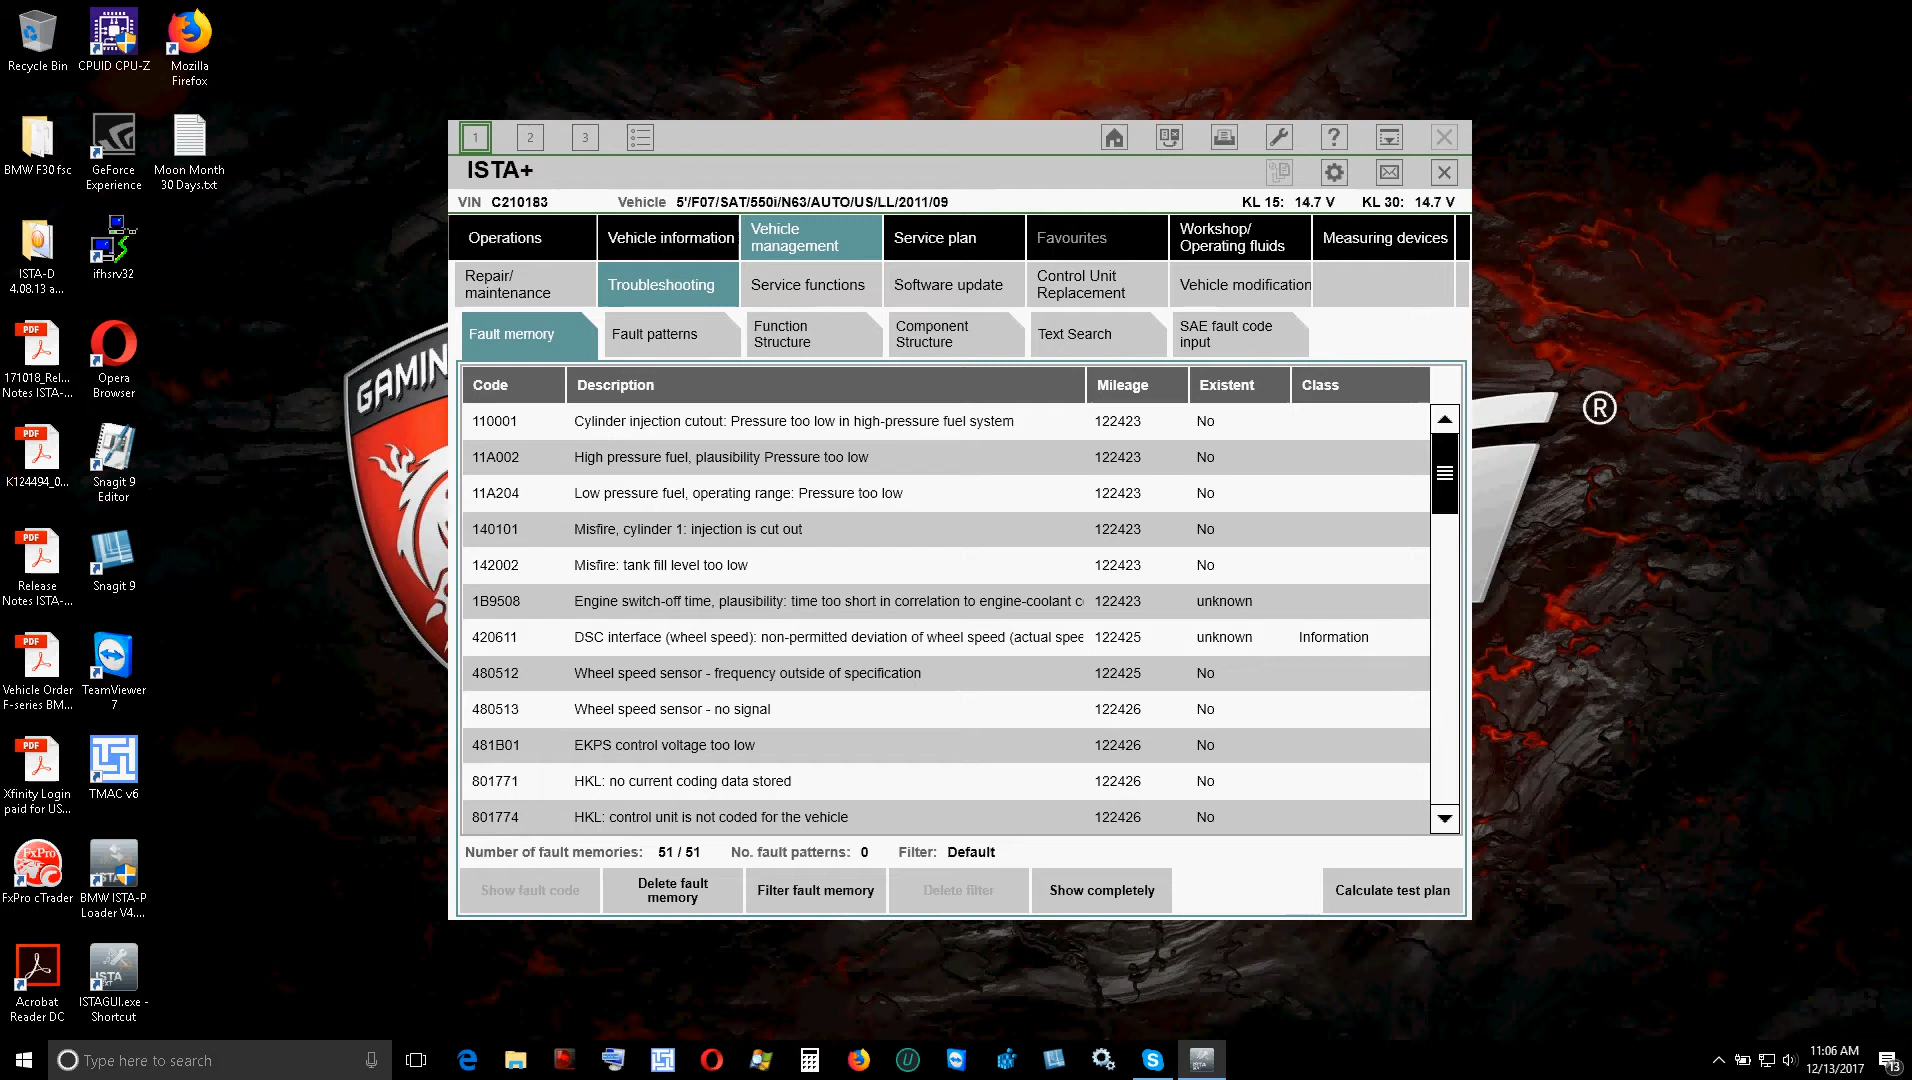 Recycle Bin
CPUID CPU-Z
Mozilla
Firefox
BMW F30 fsc
GeForce
Experience
Moon Month
30 Days.txt
ISTA-D
4.08.13 a...
ifhsrv32
171018_Rel...
Notes ISTA-...
Opera
Browser
K124494_0...
Snagit 9
Editor
Release
Notes ISTA-...
Snagit 9
Vehicle Order
F-series BM...
TeamViewer
7
Xfinity Login
paid for US...
TMAC v6
FxPro cTrader
BMW ISTA-P
Loader V4....
Acrobat
Reader DC
ISTAGUI.exe -
Shortcut
GAMIN
®
1 2 3
ISTA+
VIN C210183 Vehicle 5'/F07/SAT/550i/N63/AUTO/US/LL/2011/09 KL 15: 14.7 V KL 30: 14.7 V
Operations
Vehicle information
Vehicle
management
Service plan
Favourites
Workshop/
Operating fluids
Measuring devices
Repair/
maintenance
Troubleshooting
Service functions
Software update
Control Unit
Replacement
Vehicle modification
Fault memory
Fault patterns
Function
Structure
Component
Structure
Text Search
SAE fault code
input
Code Description Mileage Existent Class
110001 Cylinder injection cutout: Pressure too low in high-pressure fuel system 122423 No
11A002 High pressure fuel, plausibility Pressure too low 122423 No
11A204 Low pressure fuel, operating range: Pressure too low 122423 No
140101 Misfire, cylinder 1: injection is cut out 122423 No
142002 Misfire: tank fill level too low 122423 No
1B9508 Engine switch-off time, plausibility: time too short in correlation to engine-coolant c 122423 unknown
420611 DSC interface (wheel speed): non-permitted deviation of wheel speed (actual spee 122425 unknown Information
480512 Wheel speed sensor - frequency outside of specification 122425 No
480513 Wheel speed sensor - no signal 122426 No
481B01 EKPS control voltage too low 122426 No
801771 HKL: no current coding data stored 122426 No
801774 HKL: control unit is not coded for the vehicle 122426 No
Number of fault memories: 51 / 51 No. fault patterns: 0 Filter: Default
Show fault code
Delete fault
memory
Filter fault memory
Delete filter
Show completely
Calculate test plan
Type here to search
11:06 AM
12/13/2017
13